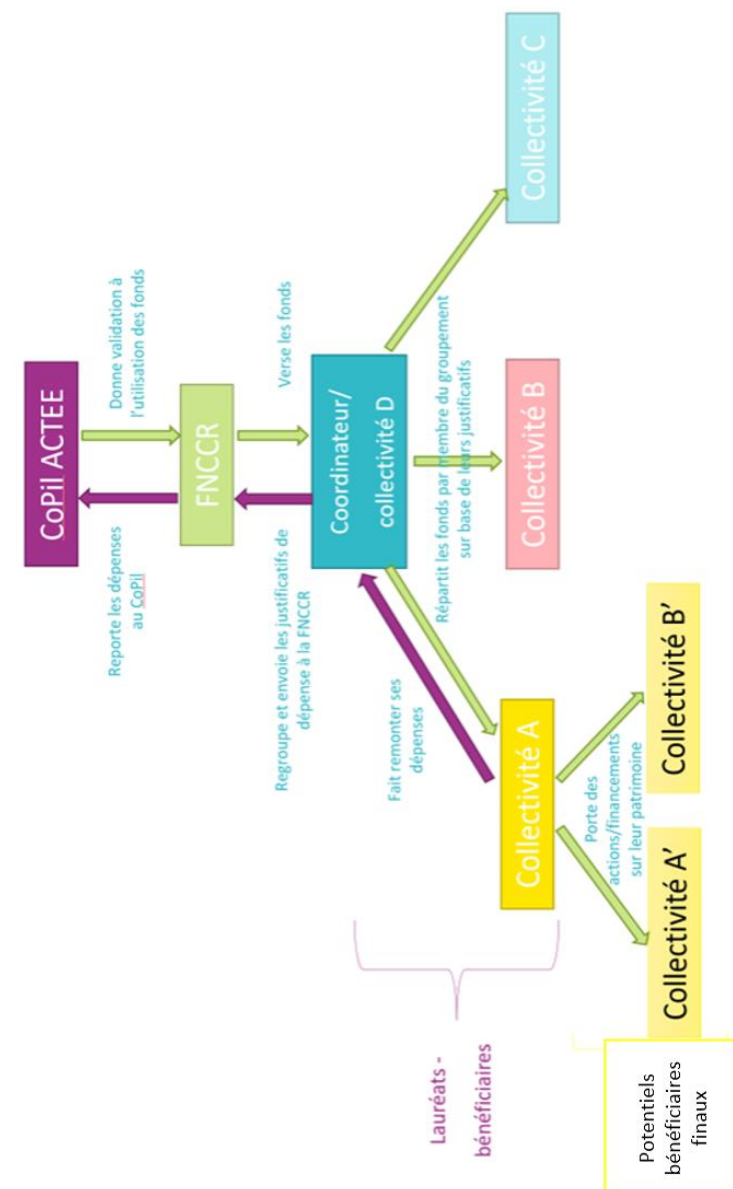 CoPil ACTEE
Reporte les dépenses
au CoPil
Donne validation à
l'utilisation des fonds
FNCCR
Regroupe et envoie les justificatifs de
dépense à la FNCCR
Verse les fonds
Coordinateur/
collectivité D
Fait remonter ses
dépenses
Répartit les fonds par membre du groupement
sur base de leurs justificatifs
Lauréats -
bénéficiaires
Collectivité A
Collectivité B
Collectivité C
Porte des
actions/financements
sur leur patrimoine
Potentiels
bénéficiaires
finaux
Collectivité A'
Collectivité B'